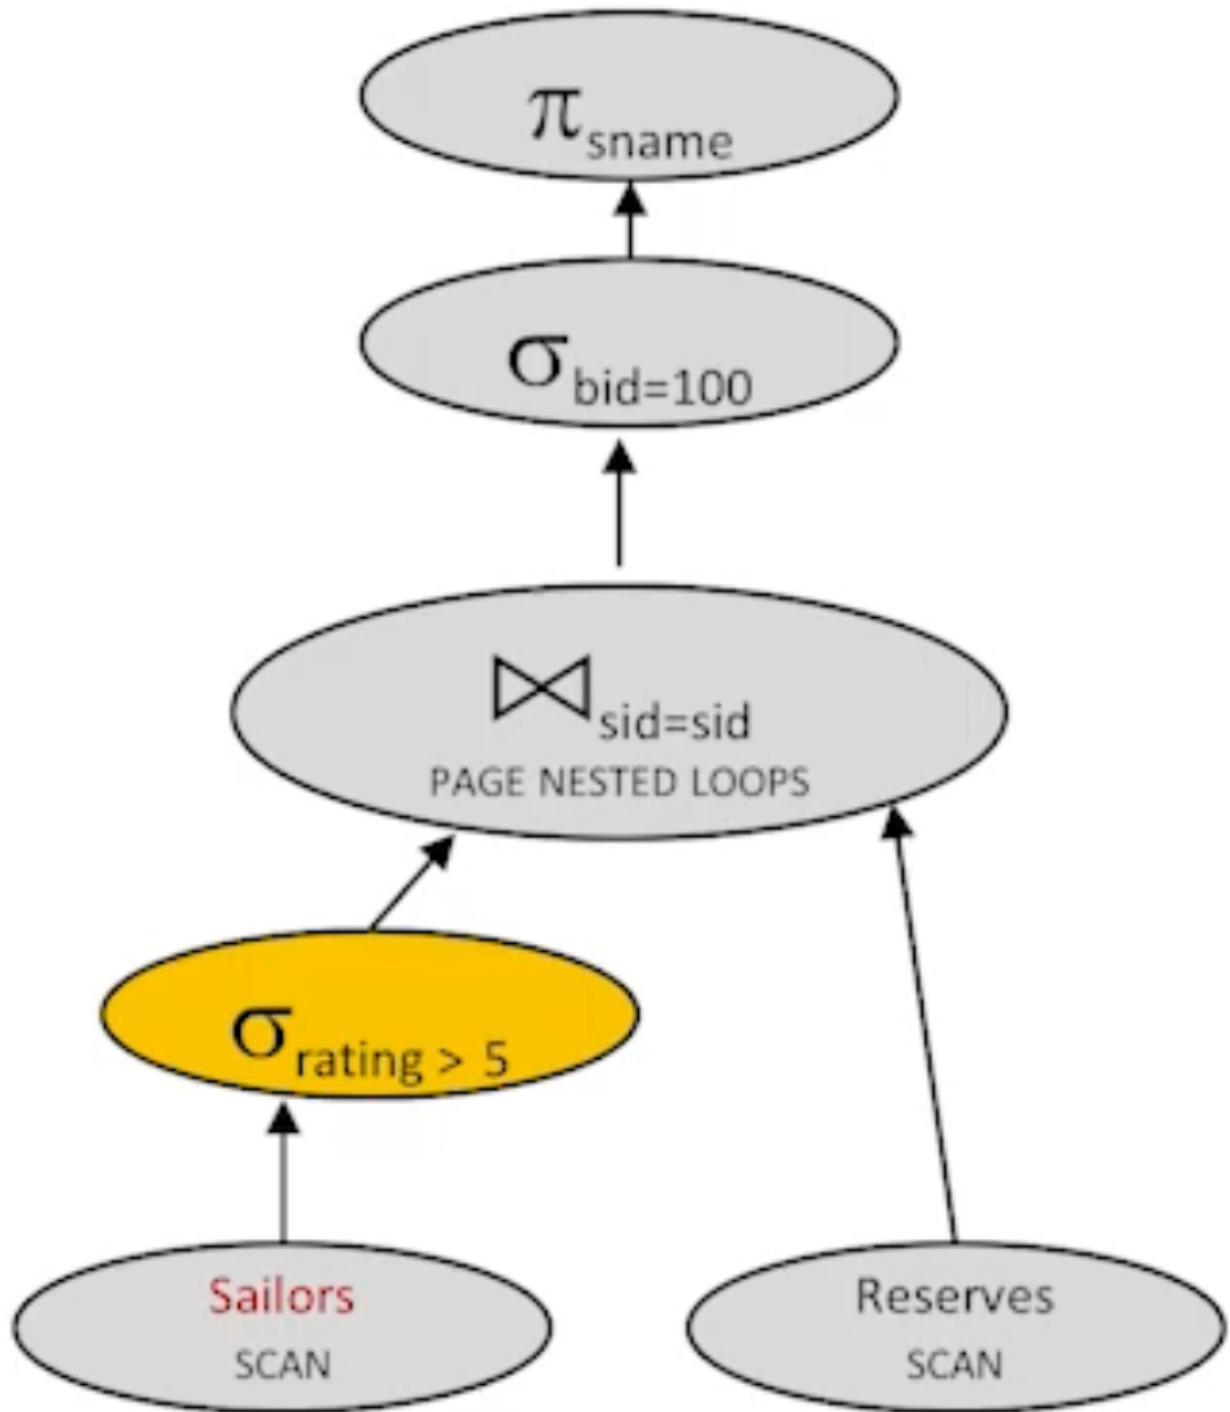 π sname
σ bid=100
⋈ sid=sid
PAGE NESTED LOOPS
σ rating > 5
Sailors
SCAN
Reserves
SCAN